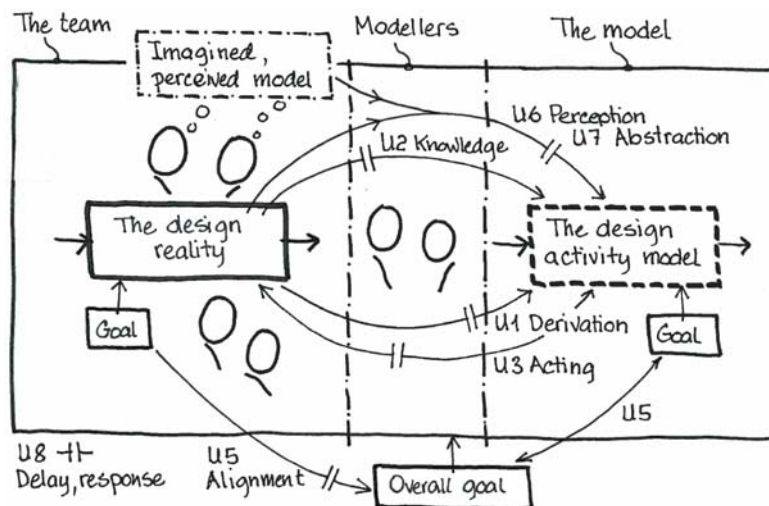 The team
Modellers
The model
Imagined,
perceived model
U6 Perception
U7 Abstraction
U2 Knowledge
The design
reality
The design
activity model
Goal
U1 Derivation
Goal
U3 Acting
U5
U8
Delay, response
U5
Alignment
Overall goal